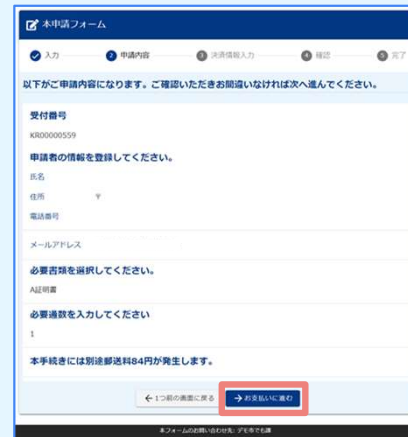 本申請フォーム
入力 2 申請内容 3 決済情報入力 4 確認 5 完了
以下がご申請内容になります。ご確認いただきお間違いなければ次へ進んでください。
受付番号
KR00000559
申請者の情報を登録してください。
氏名
住所 〒
電話番号
メールアドレス
必要書類を選択してください。
A証明書
必要通数を入力してください
1
本手続きには別途郵送料84円が発生します。
←1つ前の画面に戻る →お支払いに進む
本フォームのお問い合わせ先: デモ市でも課